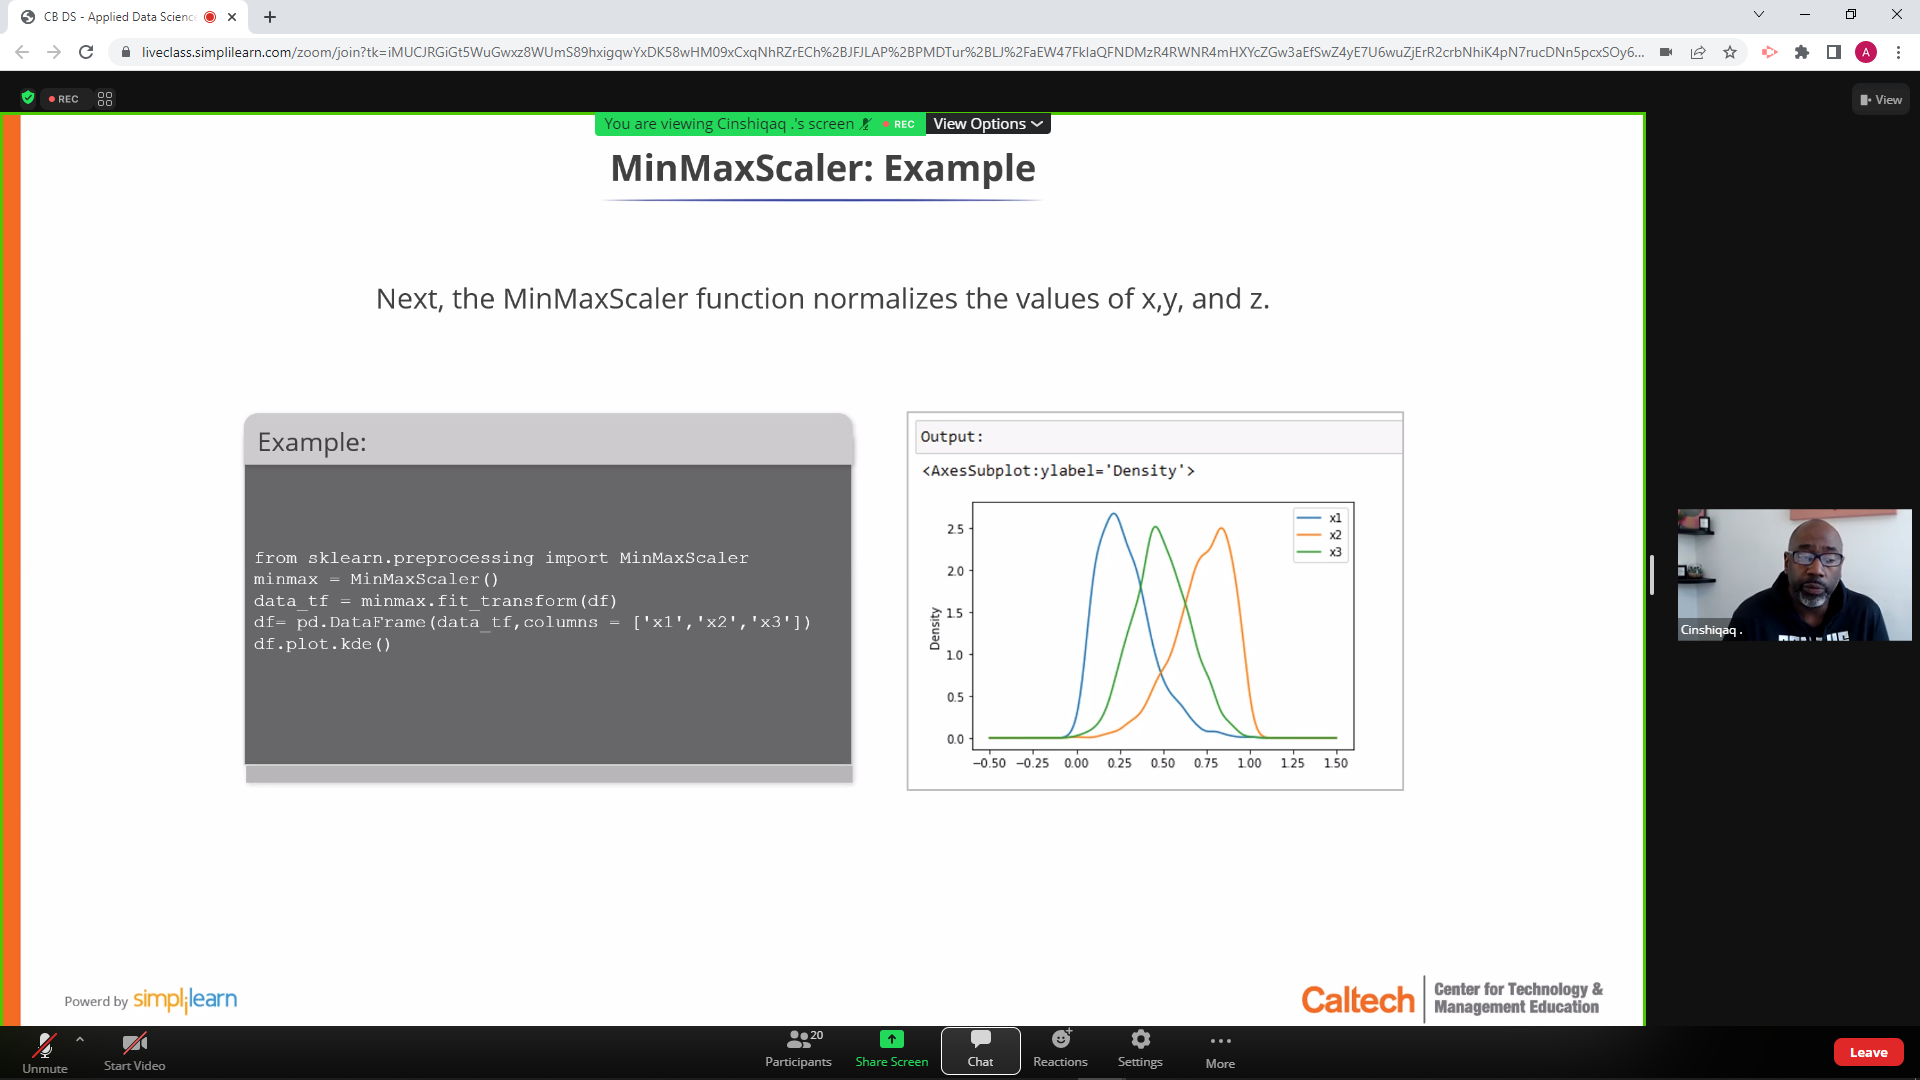 CB DS - Applied Data Scienc
liveclass.simplilearn.com/zoom/join?tk=iMUCJRGiGt5WuGwxz8WUmS89hxigqwYxDK58wHM09xCxqNhRZrECh%2BJFJLAP%2BPMDTur%2BLJ%2FaEW47FklaQFNDMzR4RWNR4mHXYcZGw3aEfSwZ4yE7U6wuZjErR2crbNhiK4pN7rucDNn5pcxSOy6...
A
REC
View
You are viewing Cinshiqaq .'s screen REC View Options
MinMaxScaler: Example
Next, the MinMaxScaler function normalizes the values of x,y, and z.
Example:
from sklearn.preprocessing import MinMaxScaler
minmax = MinMaxScaler()
data_tf = minmax.fit_transform(df)
df= pd.DataFrame(data_tf,columns = ['x1','x2','x3'])
df.plot.kde()
Output:
<AxesSubplot:ylabel='Density'>
x1
x2
x3
2.5
2.0
1.5
1.0
0.5
0.0
Density
−0.50 −0.25 0.00 0.25 0.50 0.75 1.00 1.25 1.50
Cinshiqaq .
Powerd by simplilearn
Caltech
Center for Technology &
Management Education
Unmute
Start Video
20
Participants
Share Screen
Chat
Reactions
Settings
More
Leave